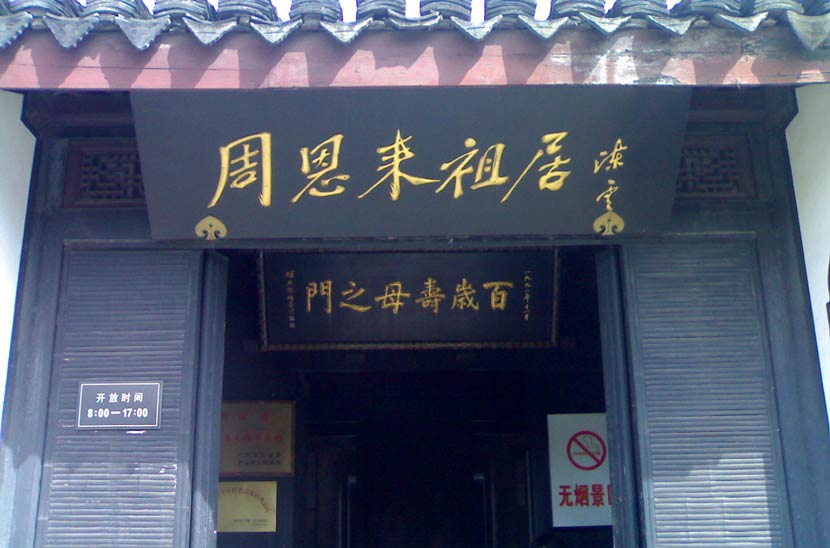 周恩来祖居
陈云
百歲壽母之門
开放时间
8:00—17:00
无烟景区